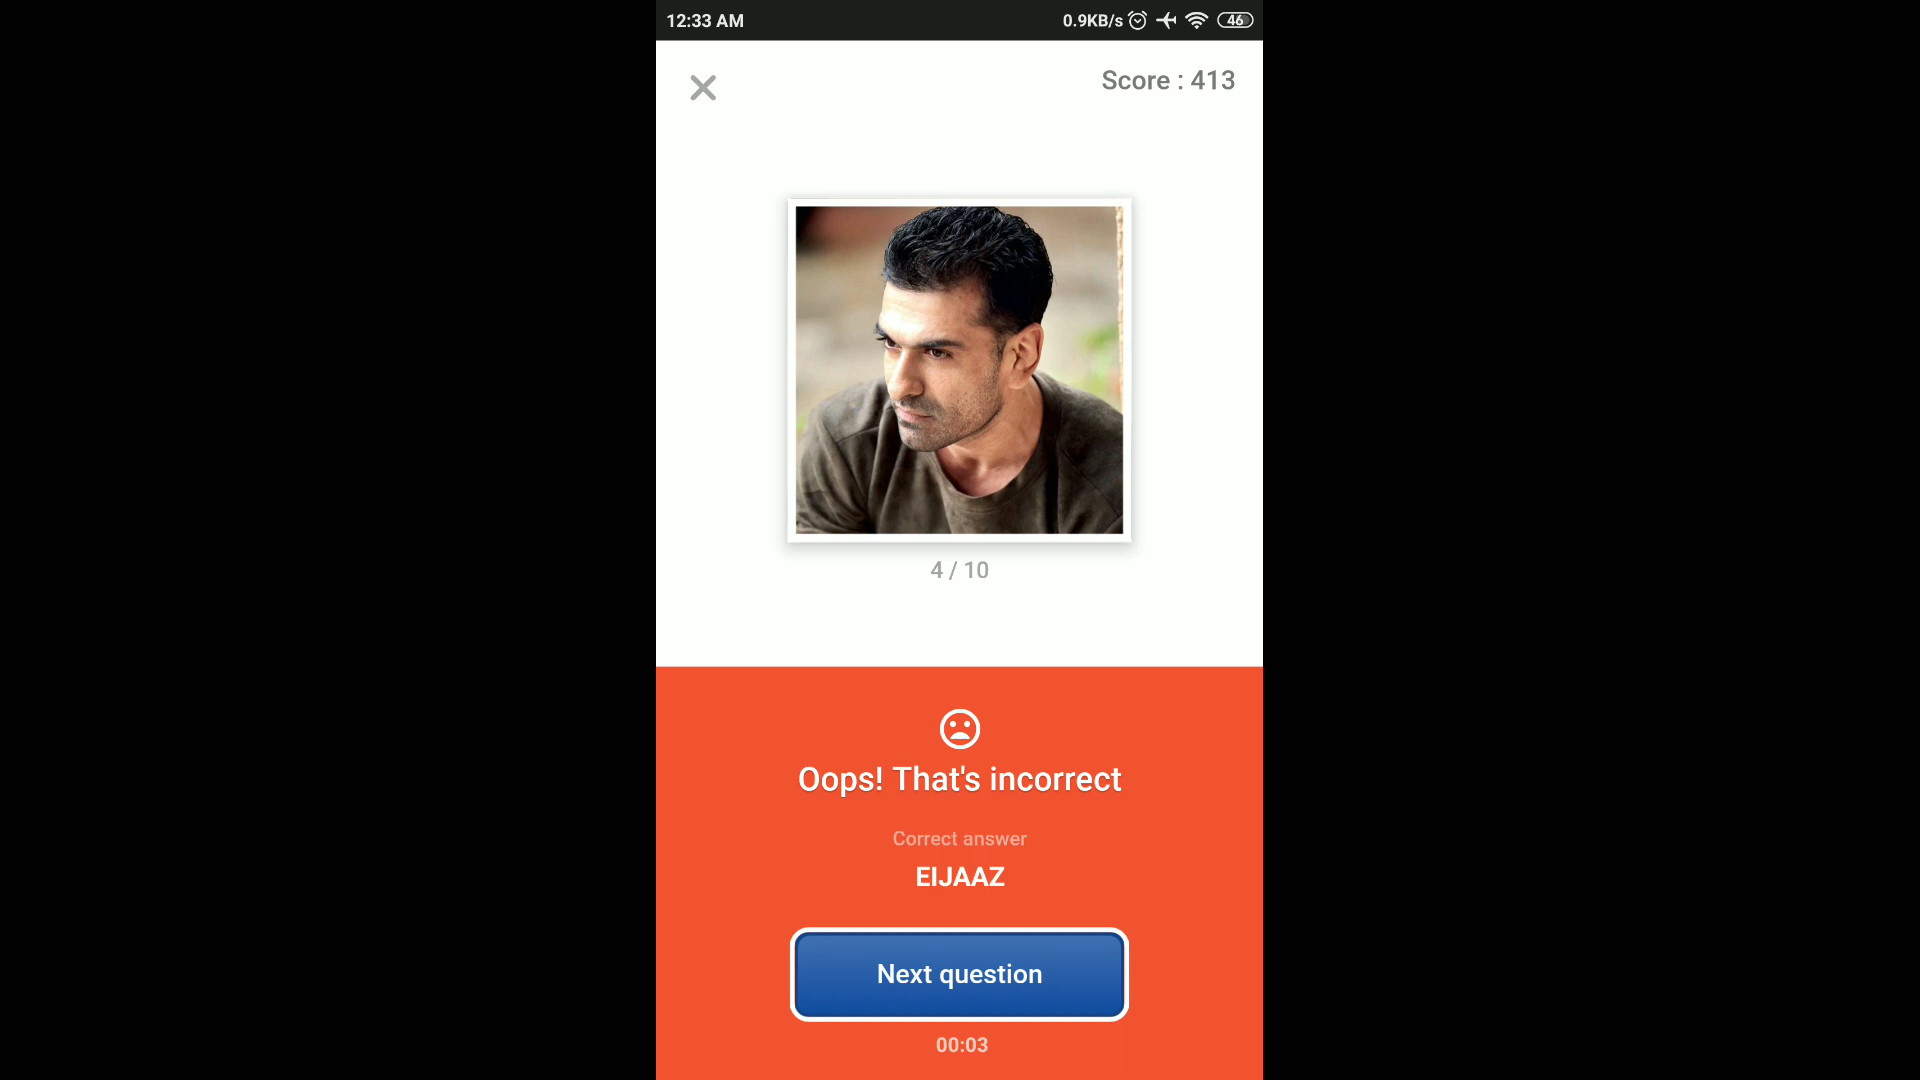 12:33 AM 0.9KB/s 46
Score : 413
4 / 10
Oops! That's incorrect
Correct answer
EIJAAZ
Next question
00:03